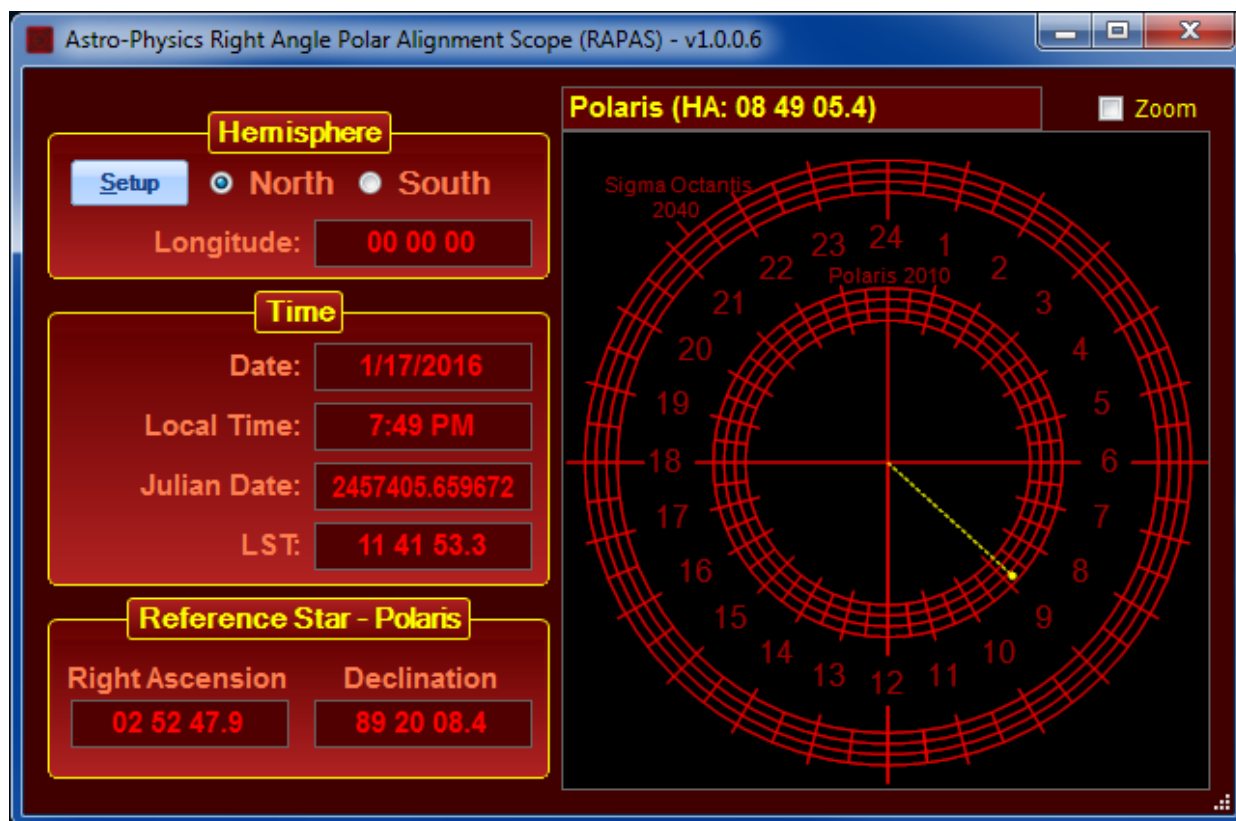 Astro-Physics Right Angle Polar Alignment Scope (RAPAS) - v1.0.0.6
Hemisphere
Setup North South
Longitude: 00 00 00
Time
Date: 1/17/2016
Local Time: 7:49 PM
Julian Date: 2457405.659672
LST: 11 41 53.3
Reference Star - Polaris
Right Ascension Declination
02 52 47.9 89 20 08.4
Polaris (HA: 08 49 05.4) Zoom
Sigma Octantis
2040
Polaris 2010
24
1
2
3
4
5
6
7
8
9
10
11
12
13
14
15
16
17
18
19
20
21
22
23